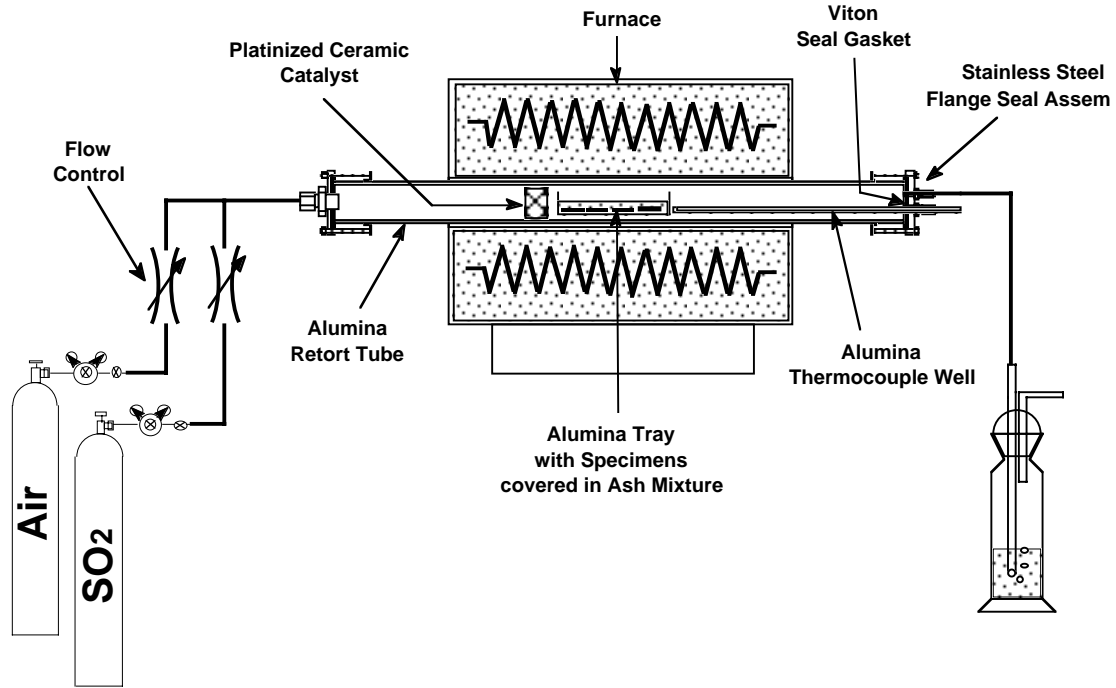 Furnace
Viton
Seal Gasket
Platinized Ceramic
Catalyst
Stainless Steel
Flange Seal Assem
Flow
Control
Alumina
Retort Tube
Alumina
Thermocouple Well
Alumina Tray
with Specimens
covered in Ash Mixture
Air
SO2